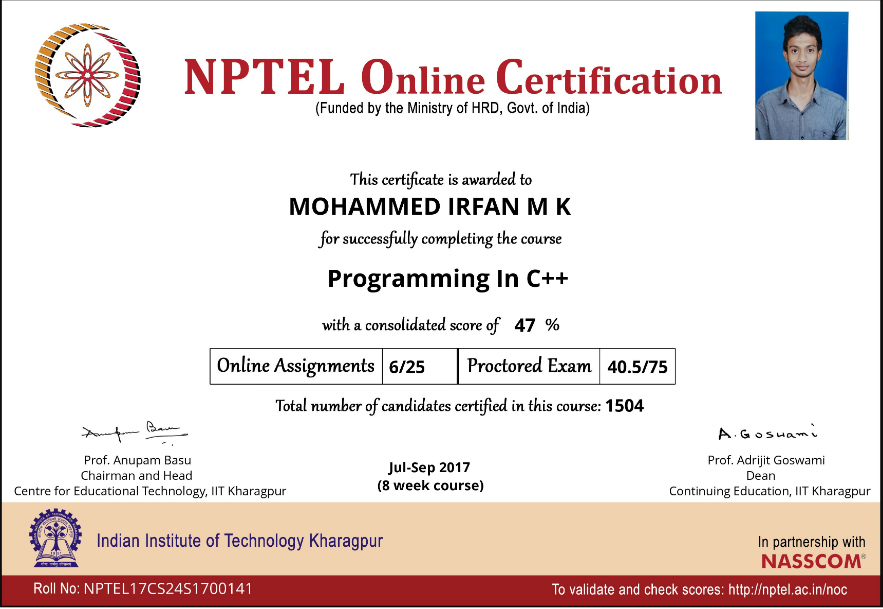 NPTEL Online Certification
(Funded by the Ministry of HRD, Govt. of India)
This certificate is awarded to
MOHAMMED IRFAN M K
for successfully completing the course
Programming In C++
with a consolidated score of 47 %
Online Assignments 6/25 Proctored Exam 40.5/75
Total number of candidates certified in this course: 1504
Anupam Basu
Prof. Anupam Basu
Chairman and Head
Centre for Educational Technology, IIT Kharagpur
Jul-Sep 2017
(8 week course)
A. Goswami
Prof. Adrijit Goswami
Dean
Continuing Education, IIT Kharagpur
Indian Institute of Technology Kharagpur
In partnership with
NASSCOM®
Roll No: NPTEL17CS24S1700141
To validate and check scores: http://nptel.ac.in/noc